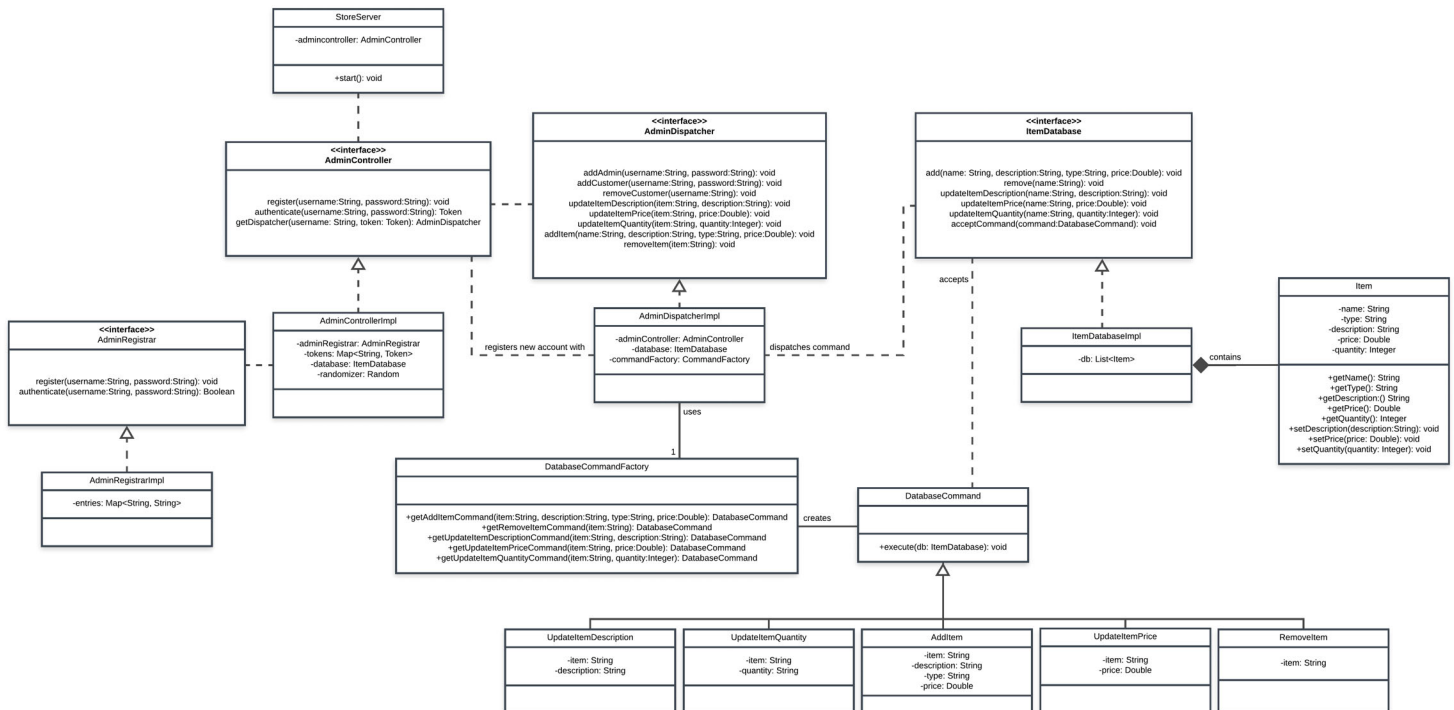 StoreServer
-admincontroller: AdminController
+start(): void
<<interface>>
AdminController
register(username:String, password:String): void
authenticate(username:String, password:String): Token
getDispatcher(username: String, token: Token): AdminDispatcher
<<interface>>
AdminDispatcher
addAdmin(username:String, password:String): void
addCustomer(username:String, password:String): void
removeCustomer(username:String): void
updateItemDescription(item:String, description:String): void
updateItemPrice(item:String, price:Double): void
updateItemQuantity(item:String, quantity:Integer): void
addItem(name:String, description:String, type:String, price:Double): void
removeItem(item:String): void
<<interface>>
ItemDatabase
add(name: String, description:String, type:String, price:Double): void
remove(name:String): void
updateItemDescription(name:String, description:String): void
updateItemPrice(name:String, price:Double): void
updateItemQuantity(name:String, quantity:Integer): void
acceptCommand(command:DatabaseCommand): void
accepts
Item
-name: String
-type: String
-description: String
-price: Double
-quantity: Integer
+getName(): String
+getType(): String
+getDescription:() String
+getPrice(): Double
+getQuantity(): Integer
+setDescription(description:String): void
+setPrice(price: Double): void
+setQuantity(quantity: Integer): void
<<interface>>
AdminRegistrar
register(username:String, password:String): void
authenticate(username:String, password:String): Boolean
AdminControllerImpl
-adminRegistrar: AdminRegistrar
-tokens: Map<String, Token>
-database: ItemDatabase
-randomizer: Random
registers new account with
AdminDispatcherImpl
-adminController: AdminController
-database: ItemDatabase
-commandFactory: CommandFactory
dispatches command
ItemDatabaseImpl
-db: List<Item>
contains
uses
1
AdminRegistrarImpl
-entries: Map<String, String>
DatabaseCommandFactory
+getAddItemCommand(item:String, description:String, type:String, price:Double): DatabaseCommand
+getRemoveItemCommand(item:String): DatabaseCommand
+getUpdateItemDescriptionCommand(item:String, description:String): DatabaseCommand
+getUpdateItemPriceCommand(item:String, price:Double): DatabaseCommand
+getUpdateItemQuantityCommand(item:String, quantity:Integer): DatabaseCommand
creates
DatabaseCommand
+execute(db: ItemDatabase): void
UpdateItemDescription
-item: String
-description: String
UpdateItemQuantity
-item: String
-quantity: String
AddItem
-item: String
-description: String
-type: String
-price: Double
UpdateItemPrice
-item: String
-price: Double
RemoveItem
-item: String